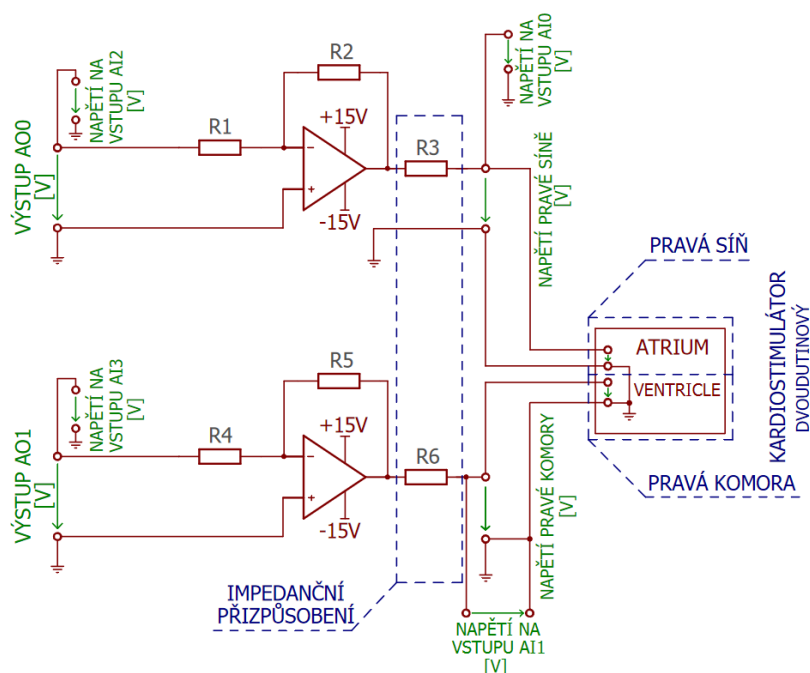 NAPĚTÍ NA
VSTUPU AI2
[V]
VÝSTUP AO0
[V]
R1
R2
+15V
-15V
−
+
R3
NAPĚTÍ NA
VSTUPU AI0
[V]
NAPĚTÍ PRAVÉ SÍNĚ
[V]
PRAVÁ SÍŇ
ATRIUM
VENTRICLE
KARDIOSTIMULÁTOR
DVOUDUTINOVÝ
PRAVÁ KOMORA
NAPĚTÍ NA
VSTUPU AI3
[V]
VÝSTUP AO1
[V]
R4
R5
+15V
-15V
−
+
R6
NAPĚTÍ PRAVÉ KOMORY
[V]
IMPEDANČNÍ
PŘIZPŮSOBENÍ
NAPĚTÍ NA
VSTUPU AI1
[V]